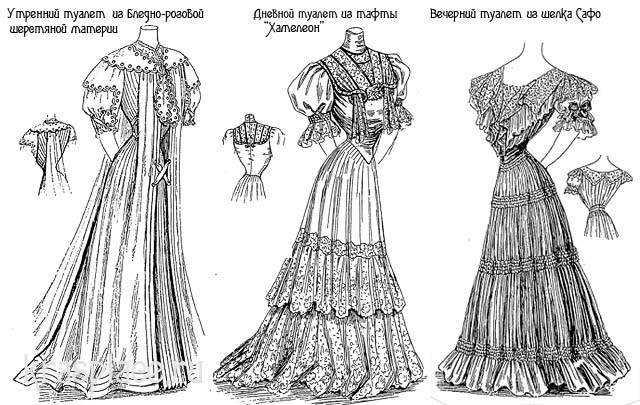 Утренний туалет из бледно-розовой
шерстяной материи
Дневной туалет из тафты
"Хамелеон"
Вечерний туалет из шелка Сафо